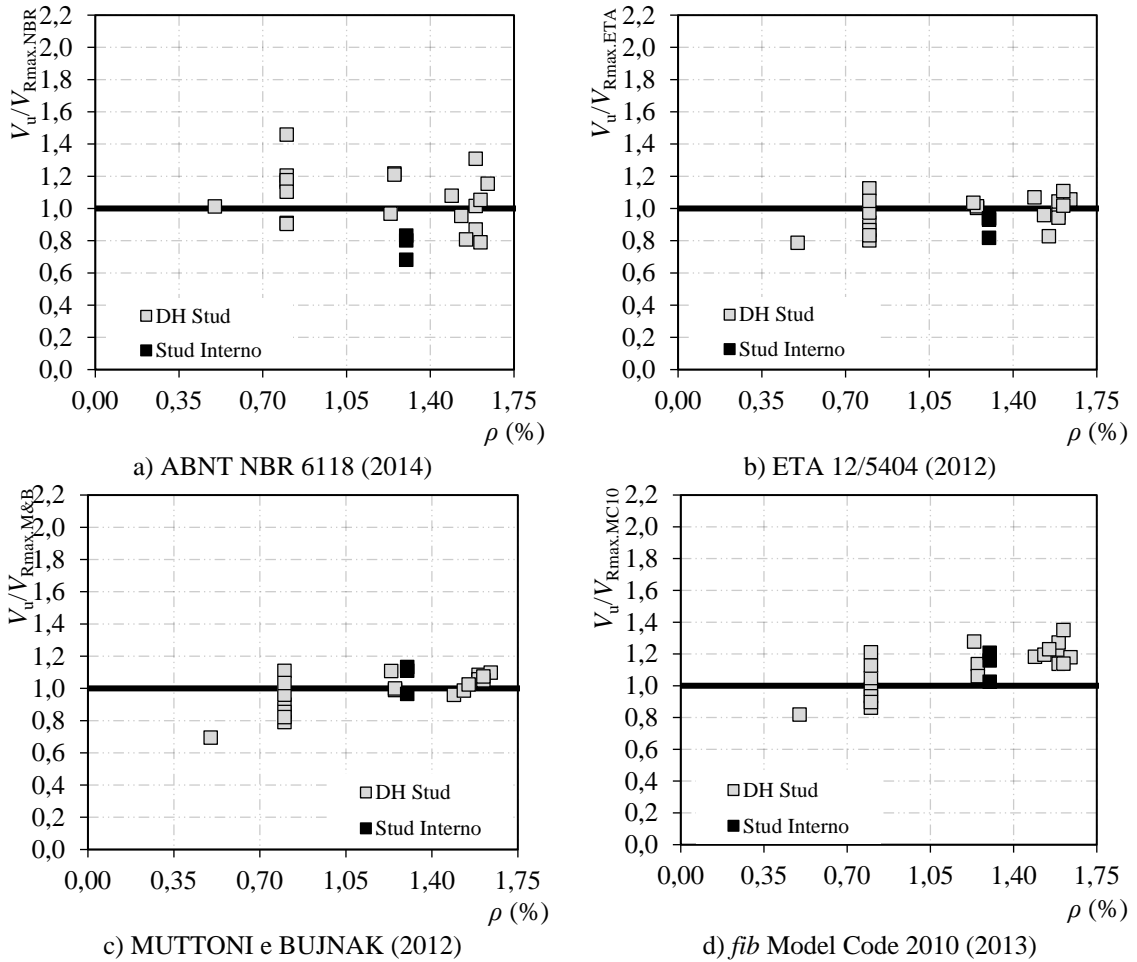 V_u/V_Rmax.NBR
2,2
2,0
1,8
1,6
1,4
1,2
1,0
0,8
0,6
0,4
0,2
0,0
DH Stud
Stud Interno
0,00 0,35 0,70 1,05 1,40 1,75
ρ (%)
a) ABNT NBR 6118 (2014)
V_u/V_Rmax.ETA
2,2
2,0
1,8
1,6
1,4
1,2
1,0
0,8
0,6
0,4
0,2
0,0
DH Stud
Stud Interno
0,00 0,35 0,70 1,05 1,40 1,75
ρ (%)
b) ETA 12/5404 (2012)
V_u/V_Rmax.M&B
2,2
2,0
1,8
1,6
1,4
1,2
1,0
0,8
0,6
0,4
0,2
0,0
DH Stud
Stud Interno
0,00 0,35 0,70 1,05 1,40 1,75
ρ (%)
c) MUTTONI e BUJNAK (2012)
V_u/V_Rmax.MC10
2,2
2,0
1,8
1,6
1,4
1,2
1,0
0,8
0,6
0,4
0,2
0,0
DH Stud
Stud Interno
0,00 0,35 0,70 1,05 1,40 1,75
ρ (%)
d) fib Model Code 2010 (2013)